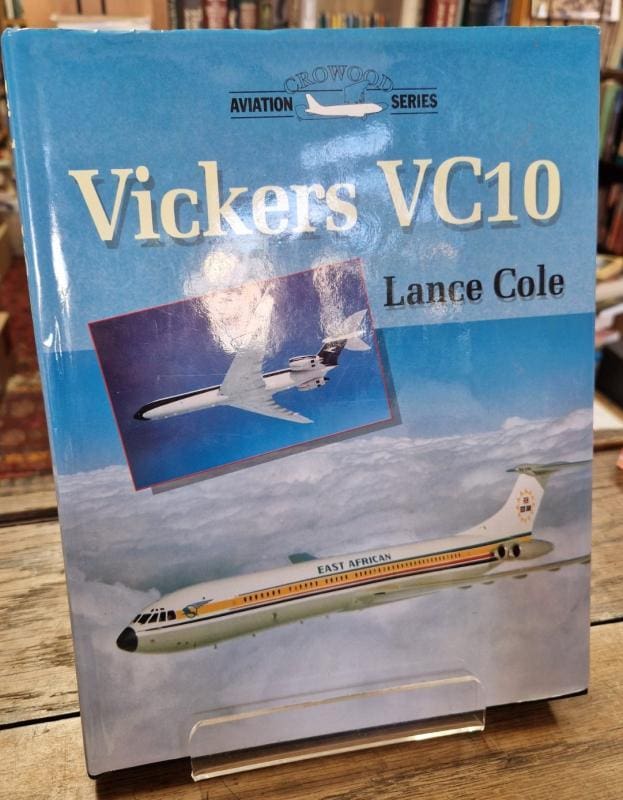 CROWOOD
AVIATION SERIES
Vickers VC10
Lance Cole
EAST AFRICAN